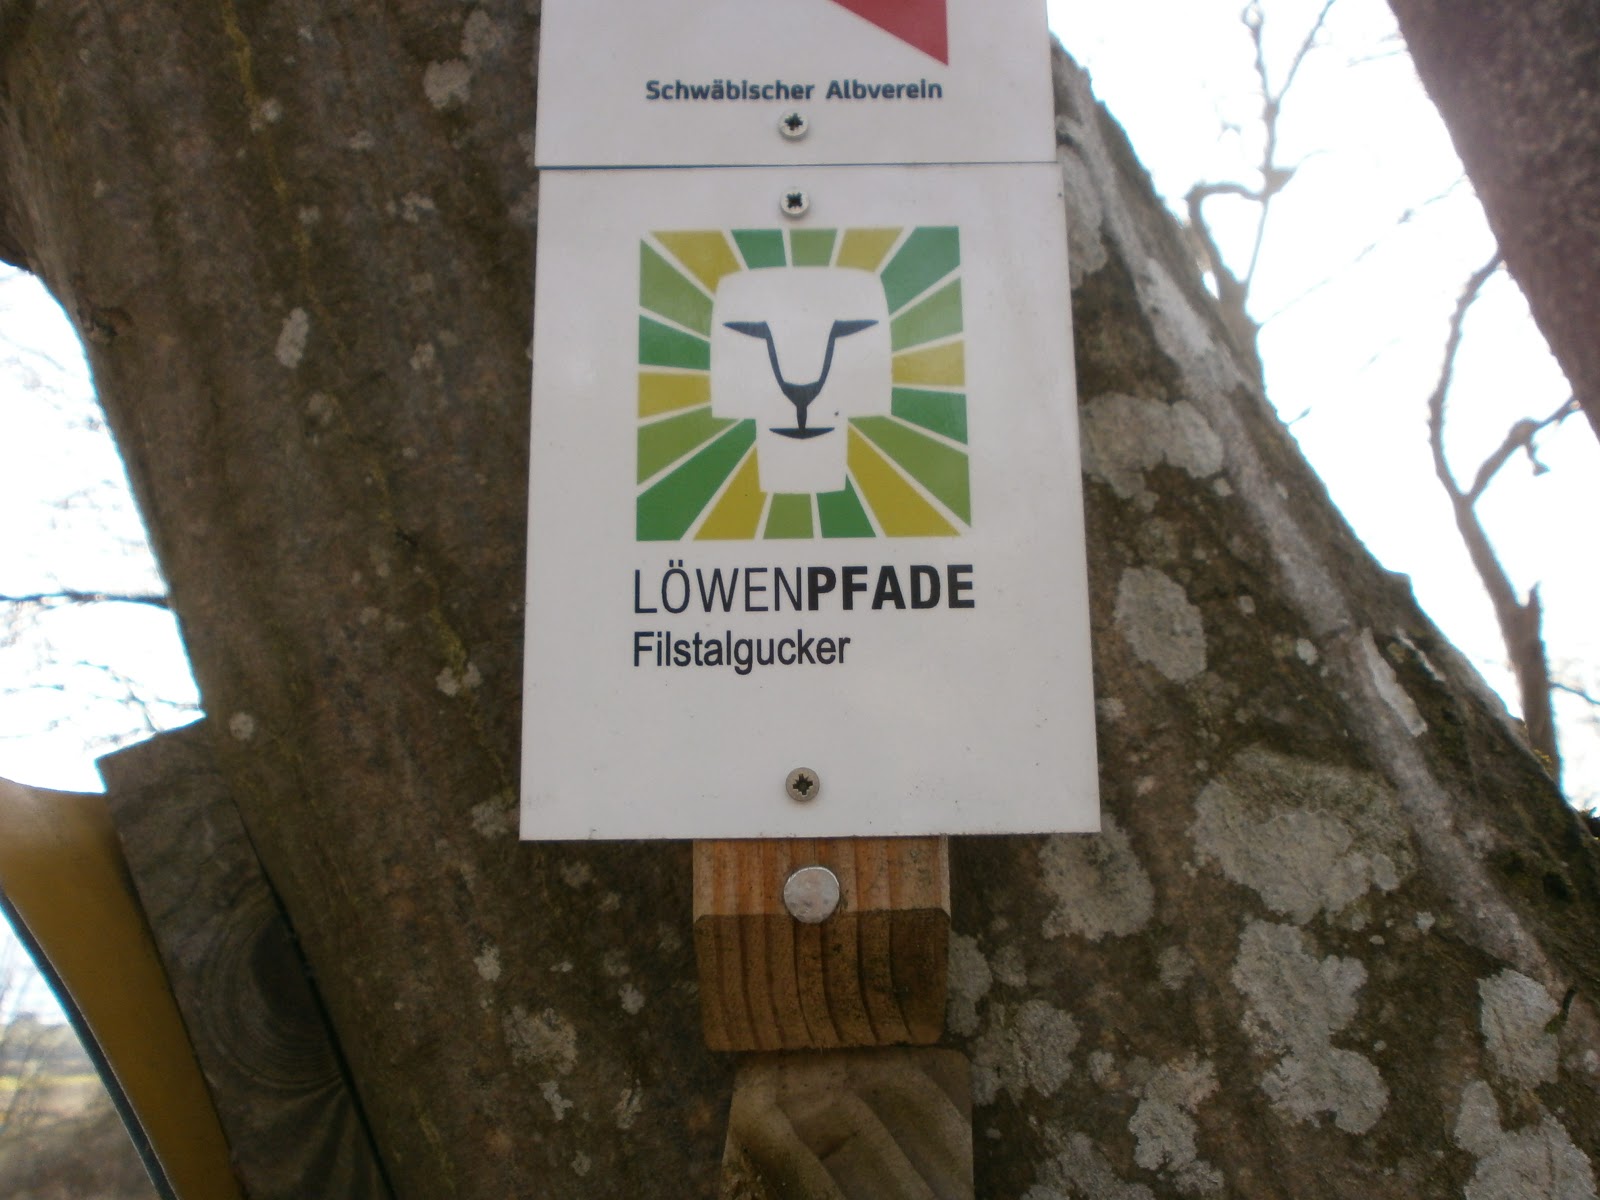 Schwäbischer Albverein
LÖWENPFADE
Filstalgucker